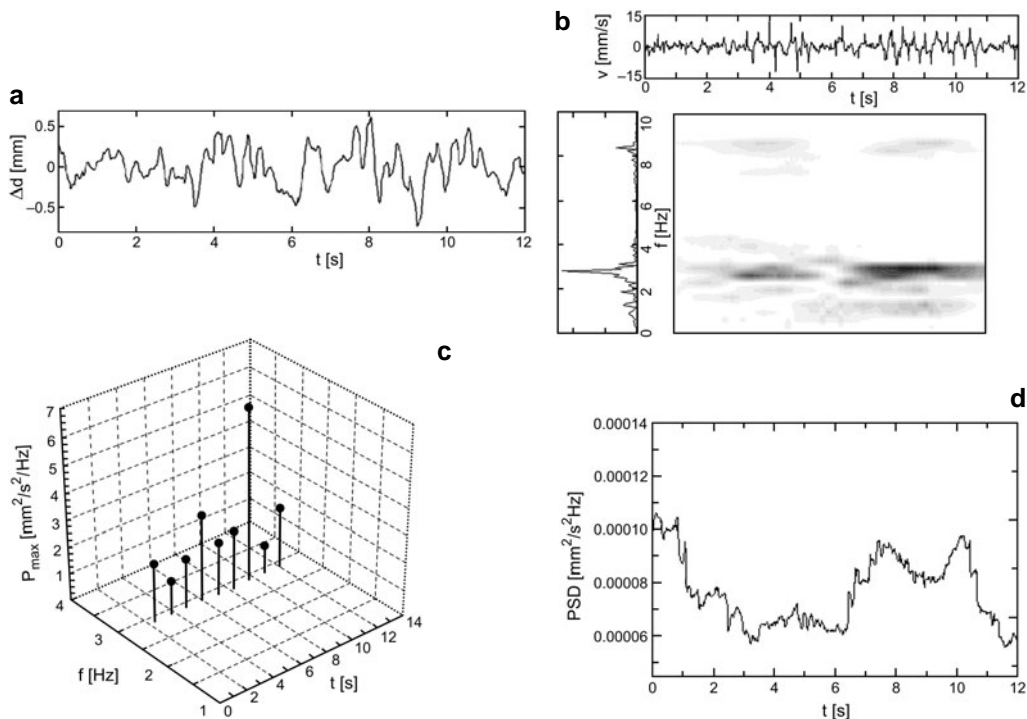 a
Δd [mm]
0.5
0
−0.5
0 2 4 6 8 10 12
t [s]
b
v [mm/s]
15
0
−15
0 2 4 6 8 10 12
t [s]
f [Hz]
0 2 4 6 8 10
c
P max [mm²/s²/Hz]
7
6
5
4
3
2
1
4 3 2 1
f [Hz]
0 2 4 6 8 10 12 14
t [s]
d
PSD [mm²/s²Hz]
0.00014
0.00012
0.00010
0.00008
0.00006
0 2 4 6 8 10 12
t [s]